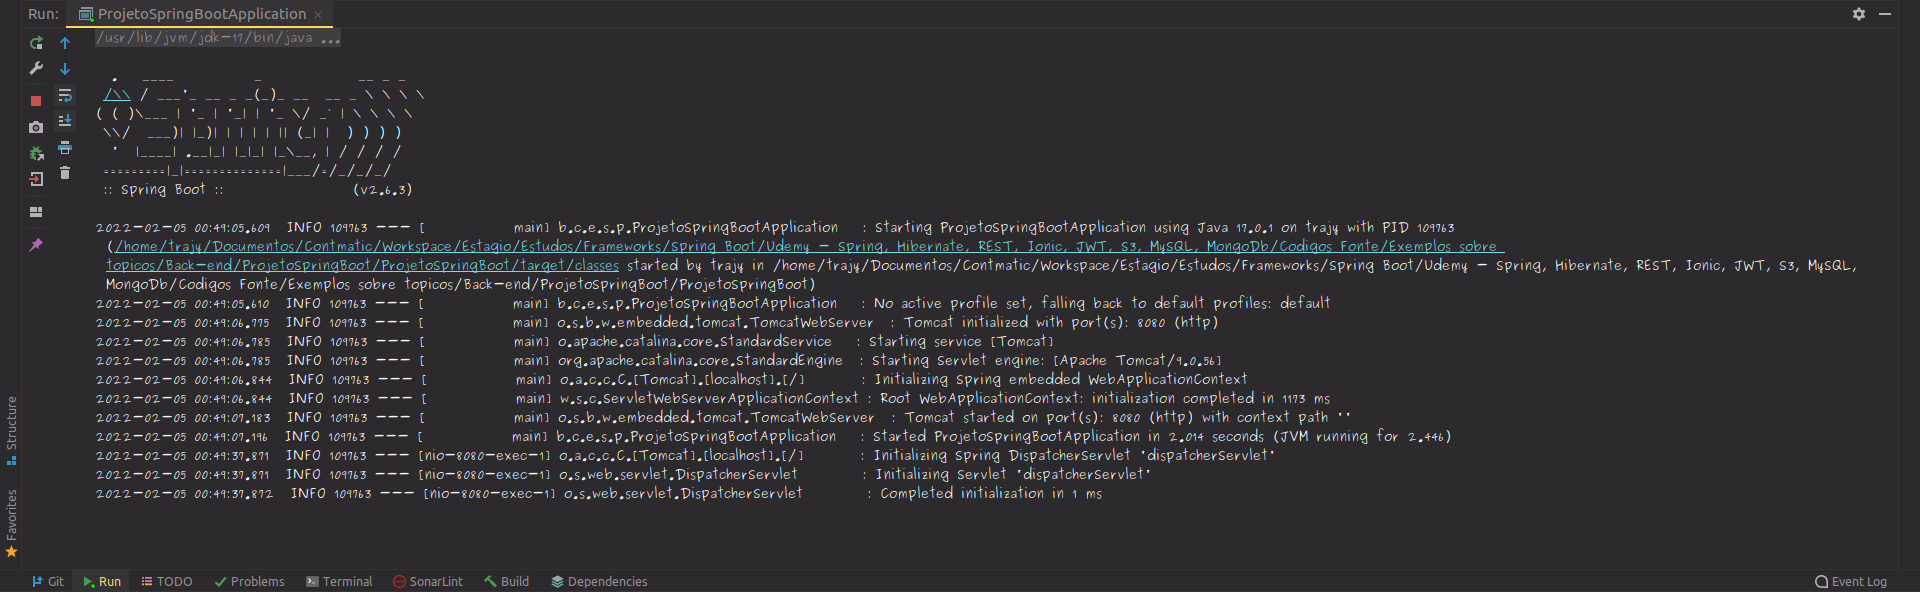 Run: ProjetoSpringBootApplication
/usr/lib/jvm/jdk-17/bin/java ...
  .   ____          _            __ _ _
 /\\ / ___'_ __ _ _(_)_ __  __ _ \ \ \ \
( ( )\___ | '_ | '_| | '_ \/ _` | \ \ \ \
 \\/  ___)| |_)| | | | | || (_| |  ) ) ) )
  '  |____| .__|_| |_|_| |_\__, | / / / /
 =========|_|==============|___/=/_/_/_/
 :: Spring Boot ::                (v2.6.3)
2022-02-05 00:49:05.609  INFO 109763 --- [           main] b.c.e.s.p.ProjetoSpringBootApplication   : Starting ProjetoSpringBootApplication using Java 17.0.1 on trajy with PID 109763
(/home/trajy/Documentos/Contmatic/Workspace/Estagio/Estudos/Frameworks/Spring Boot/Udemy - Spring, Hibernate, REST, Ionic, JWT, S3, MySQL, MongoDb/Codigos Fonte/Exemplos sobre
topicos/Back-end/ProjetoSpringBoot/ProjetoSpringBoot/target/classes started by trajy in /home/trajy/Documentos/Contmatic/Workspace/Estagio/Estudos/Frameworks/Spring Boot/Udemy - Spring, Hibernate, REST, Ionic, JWT, S3, MySQL,
MongoDb/Codigos Fonte/Exemplos sobre topicos/Back-end/ProjetoSpringBoot/ProjetoSpringBoot)
2022-02-05 00:49:05.610  INFO 109763 --- [           main] b.c.e.s.p.ProjetoSpringBootApplication   : No active profile set, falling back to default profiles: default
2022-02-05 00:49:06.775  INFO 109763 --- [           main] o.s.b.w.embedded.tomcat.TomcatWebServer  : Tomcat initialized with port(s): 8080 (http)
2022-02-05 00:49:06.785  INFO 109763 --- [           main] o.apache.catalina.core.StandardService   : Starting service [Tomcat]
2022-02-05 00:49:06.785  INFO 109763 --- [           main] org.apache.catalina.core.StandardEngine  : Starting Servlet engine: [Apache Tomcat/9.0.56]
2022-02-05 00:49:06.844  INFO 109763 --- [           main] o.a.c.c.C.[Tomcat].[localhost].[/]       : Initializing Spring embedded WebApplicationContext
2022-02-05 00:49:06.844  INFO 109763 --- [           main] w.s.c.ServletWebServerApplicationContext : Root WebApplicationContext: initialization completed in 1173 ms
2022-02-05 00:49:07.183  INFO 109763 --- [           main] o.s.b.w.embedded.tomcat.TomcatWebServer  : Tomcat started on port(s): 8080 (http) with context path ''
2022-02-05 00:49:07.196  INFO 109763 --- [           main] b.c.e.s.p.ProjetoSpringBootApplication   : Started ProjetoSpringBootApplication in 2.014 seconds (JVM running for 2.446)
2022-02-05 00:49:37.871  INFO 109763 --- [nio-8080-exec-1] o.a.c.c.C.[Tomcat].[localhost].[/]       : Initializing Spring DispatcherServlet 'dispatcherServlet'
2022-02-05 00:49:37.871  INFO 109763 --- [nio-8080-exec-1] o.s.web.servlet.DispatcherServlet        : Initializing Servlet 'dispatcherServlet'
2022-02-05 00:49:37.872  INFO 109763 --- [nio-8080-exec-1] o.s.web.servlet.DispatcherServlet        : Completed initialization in 1 ms
Structure
Favorites
Git Run TODO Problems Terminal SonarLint Build Dependencies Event Log